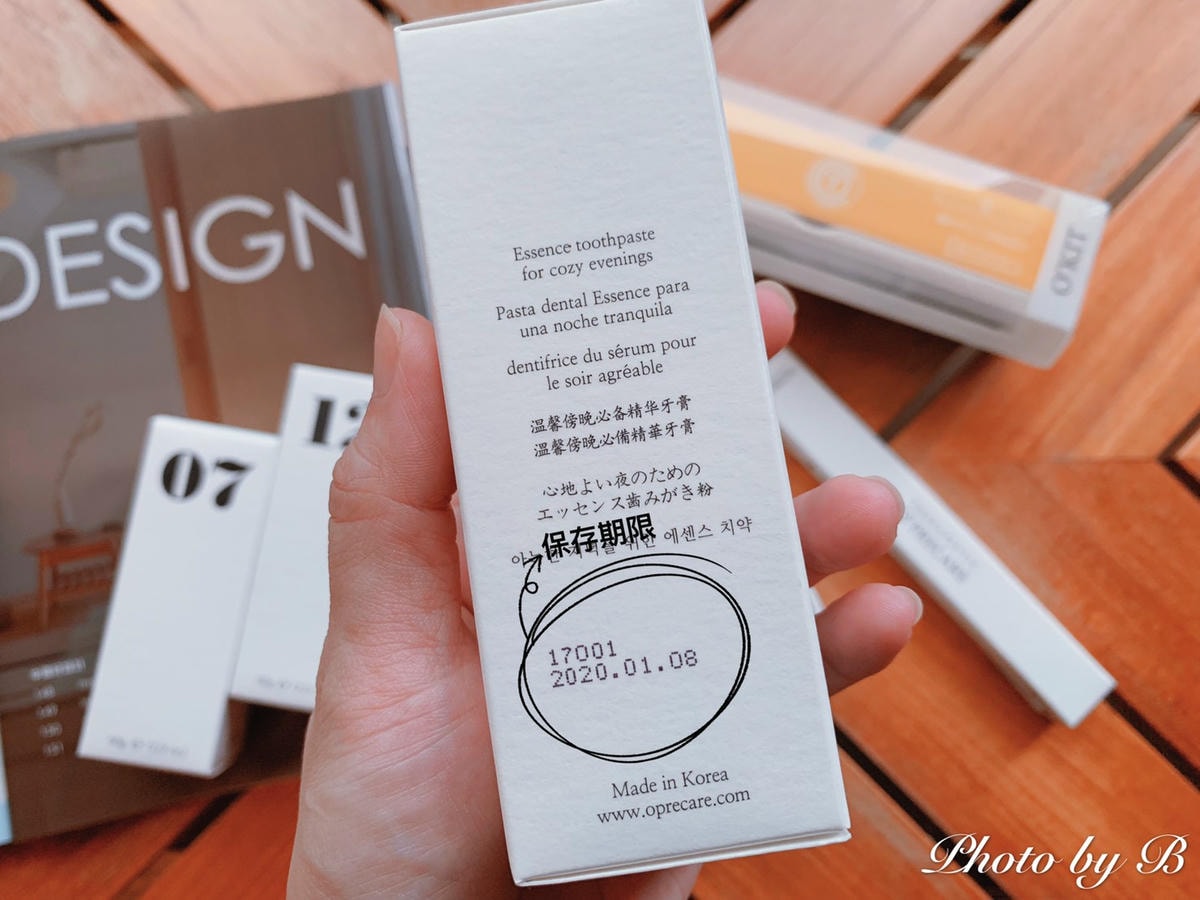 DESIGN
07
12
Essence toothpaste
for cozy evenings
Pasta dental Essence para
una noche tranquila
dentifrice du sérum pour
le soir agréable
温馨傍晚必备精华牙膏
溫馨傍晚必備精華牙膏
心地よい夜のための
エッセンス歯みがき粉
保存期限
위한 에센스 치약
17001
2020.01.08
Made in Korea
www.oprecare.com
O'KIT
Photo by B